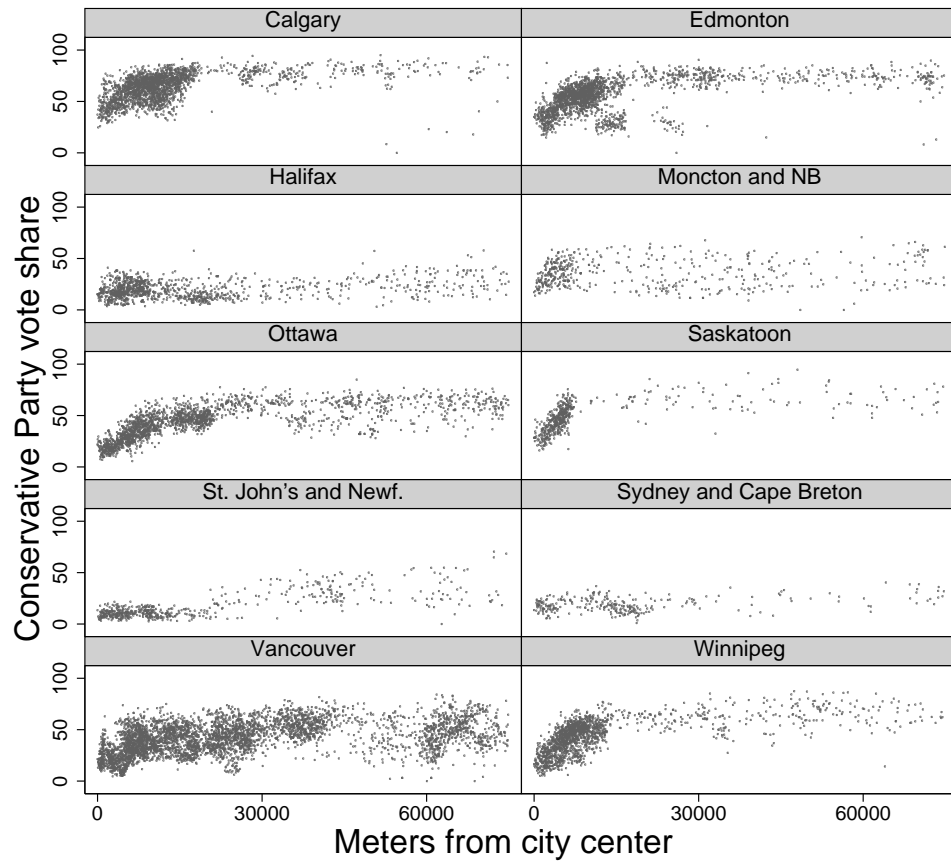 Calgary
Edmonton
100
50
0
Halifax
Moncton and NB
100
50
0
Ottawa
Saskatoon
100
50
0
St. John's and Newf.
Sydney and Cape Breton
100
50
0
Vancouver
Winnipeg
100
50
0
0
30000
60000
0
30000
60000
Meters from city center
Conservative Party vote share